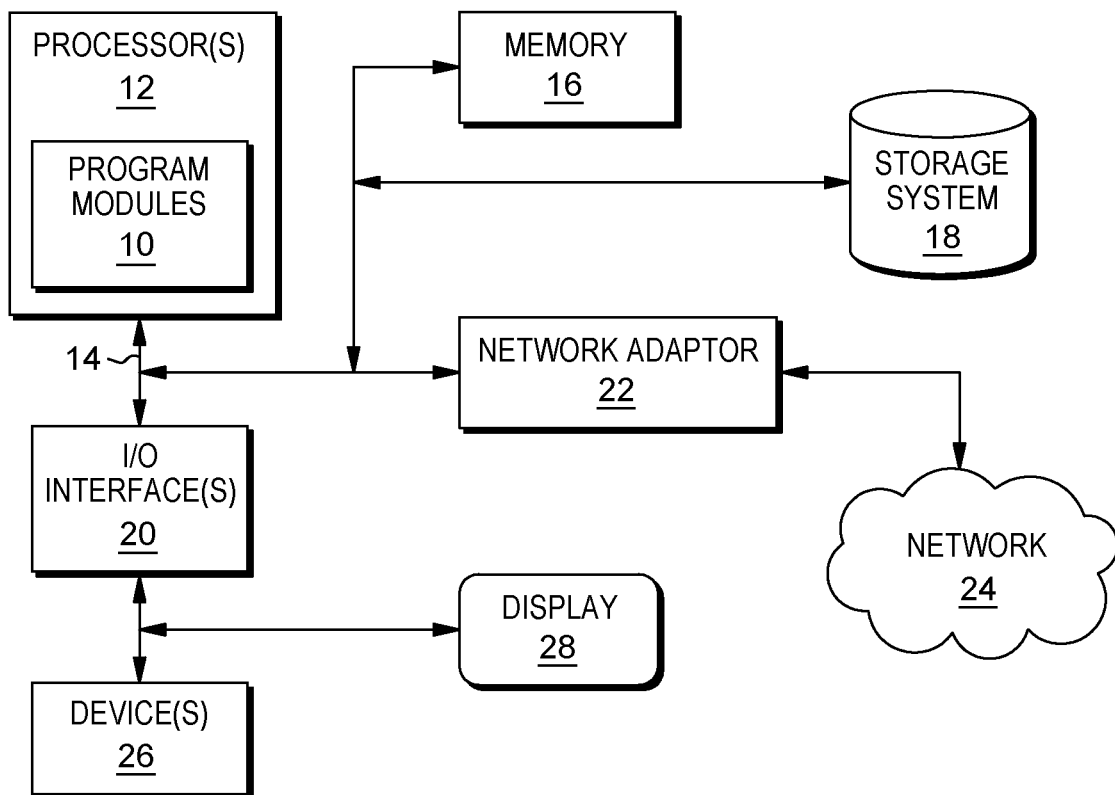 PROCESSOR(S)
12
PROGRAM
MODULES
10
MEMORY
16
STORAGE
SYSTEM
18
14
NETWORK ADAPTOR
22
I/O
INTERFACE(S)
20
NETWORK
24
DISPLAY
28
DEVICE(S)
26